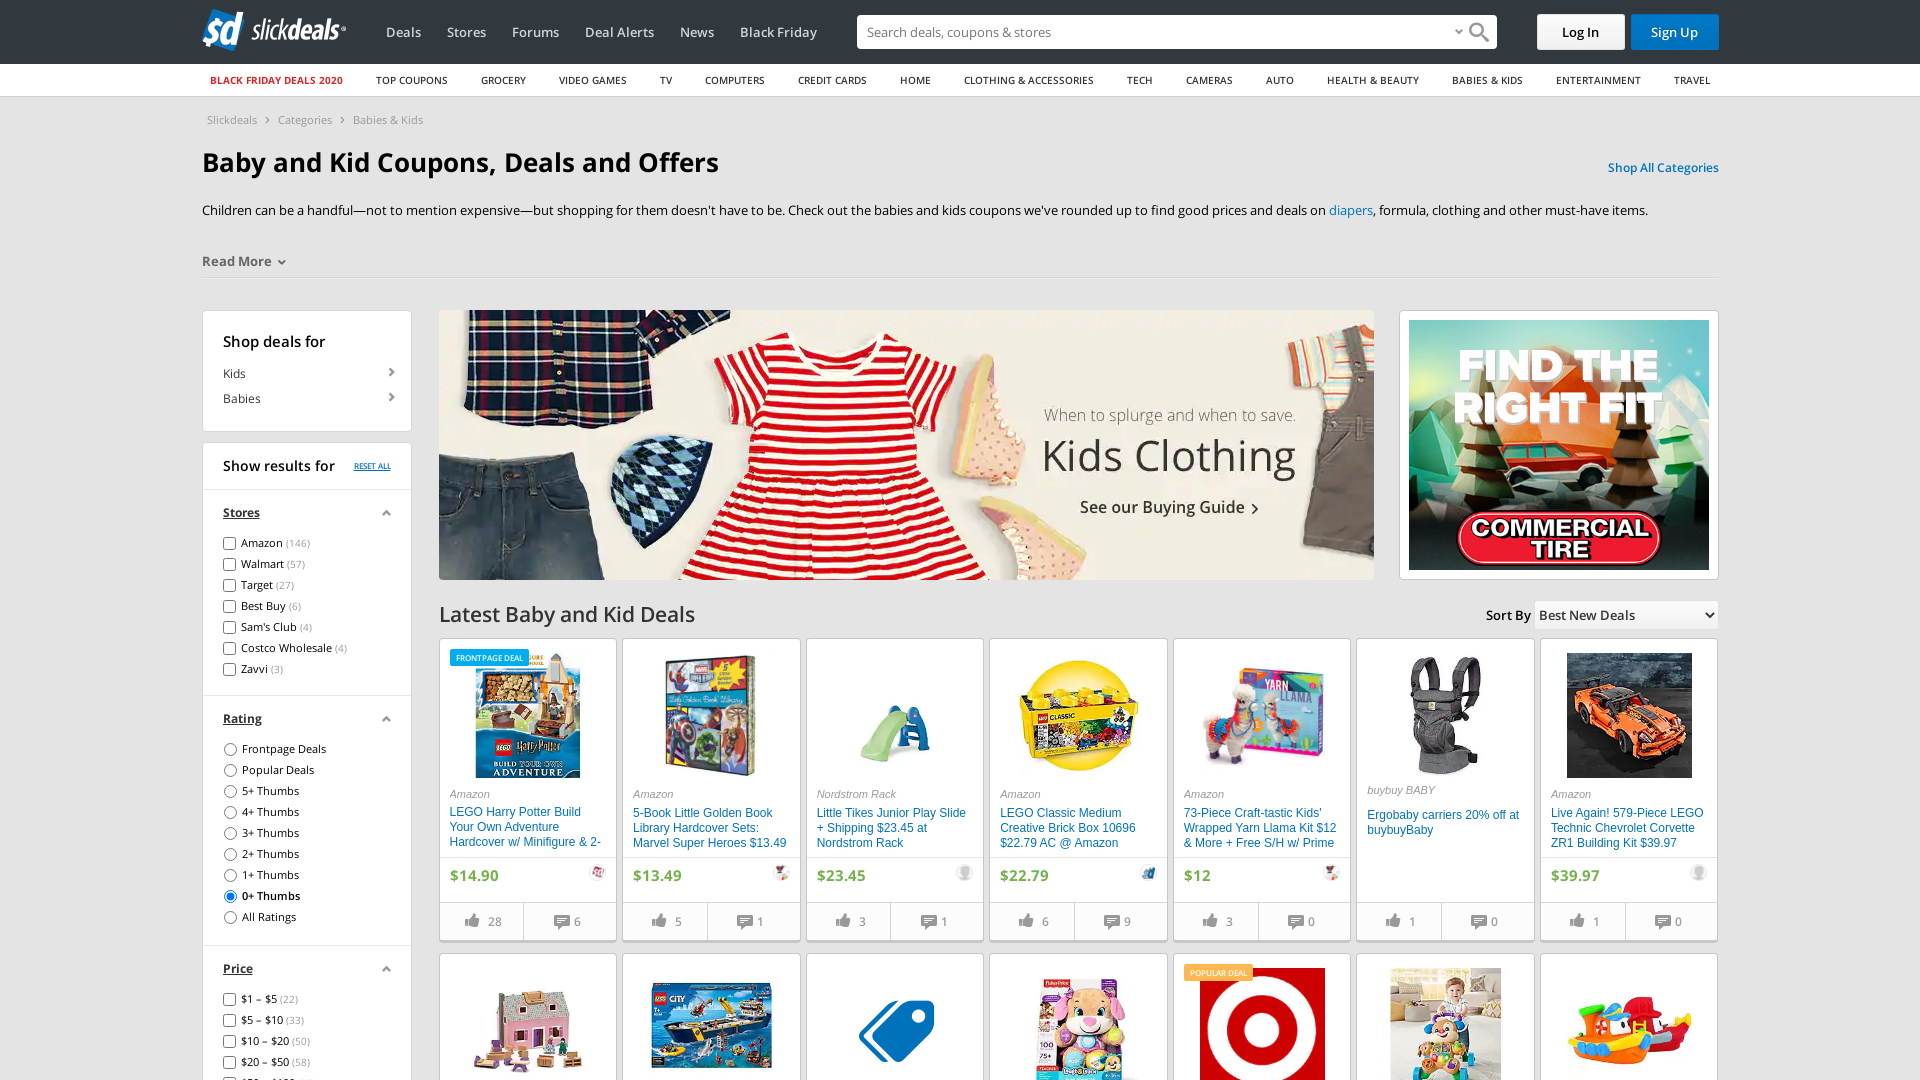 slickdeals
Deals
Stores
Forums
Deal Alerts
News
Black Friday
Search deals, coupons & stores
Log In
Sign Up
BLACK FRIDAY DEALS 2020
TOP COUPONS
GROCERY
VIDEO GAMES
TV
COMPUTERS
CREDIT CARDS
HOME
CLOTHING & ACCESSORIES
TECH
CAMERAS
AUTO
HEALTH & BEAUTY
BABIES & KIDS
ENTERTAINMENT
TRAVEL
Slickdeals > Categories > Babies & Kids
Baby and Kid Coupons, Deals and Offers
Shop All Categories
Children can be a handful—not to mention expensive—but shopping for them doesn't have to be. Check out the babies and kids coupons we've rounded up to find good prices and deals on diapers, formula, clothing and other must-have items.
Read More
Shop deals for
Kids
Babies
Show results for
RESET ALL
Stores
Amazon (146)
Walmart (57)
Target (27)
Best Buy (6)
Sam's Club (4)
Costco Wholesale (4)
Zavvi (3)
Rating
Frontpage Deals
Popular Deals
5+ Thumbs
4+ Thumbs
3+ Thumbs
2+ Thumbs
1+ Thumbs
0+ Thumbs
All Ratings
Price
$1 – $5 (22)
$5 – $10 (33)
$10 – $20 (50)
$20 – $50 (58)
When to splurge and when to save.
Kids Clothing
See our Buying Guide >
FIND THE
RIGHT FIT
COMMERCIAL
TIRE
Latest Baby and Kid Deals
Sort By
Best New Deals
FRONTPAGE DEAL
LEGO Harry Potter
BUILD YOUR OWN
ADVENTURE
Amazon
LEGO Harry Potter Build
Your Own Adventure
Hardcover w/ Minifigure & 2-
$14.90
28
6
Amazon
5-Book Little Golden Book
Library Hardcover Sets:
Marvel Super Heroes $13.49
$13.49
5
1
Nordstrom Rack
Little Tikes Junior Play Slide
+ Shipping $23.45 at
Nordstrom Rack
$23.45
3
1
CLASSIC
Amazon
LEGO Classic Medium
Creative Brick Box 10696
$22.79 AC @ Amazon
$22.79
6
9
YARN
LLAMA
Amazon
73-Piece Craft-tastic Kids'
Wrapped Yarn Llama Kit $12
& More + Free S/H w/ Prime
$12
3
0
buybuy BABY
Ergobaby carriers 20% off at
buybuyBaby
1
0
Amazon
Live Again! 579-Piece LEGO
Technic Chevrolet Corvette
ZR1 Building Kit $39.97
$39.97
1
0
CITY
Fisher-Price
100
75+
POPULAR DEAL